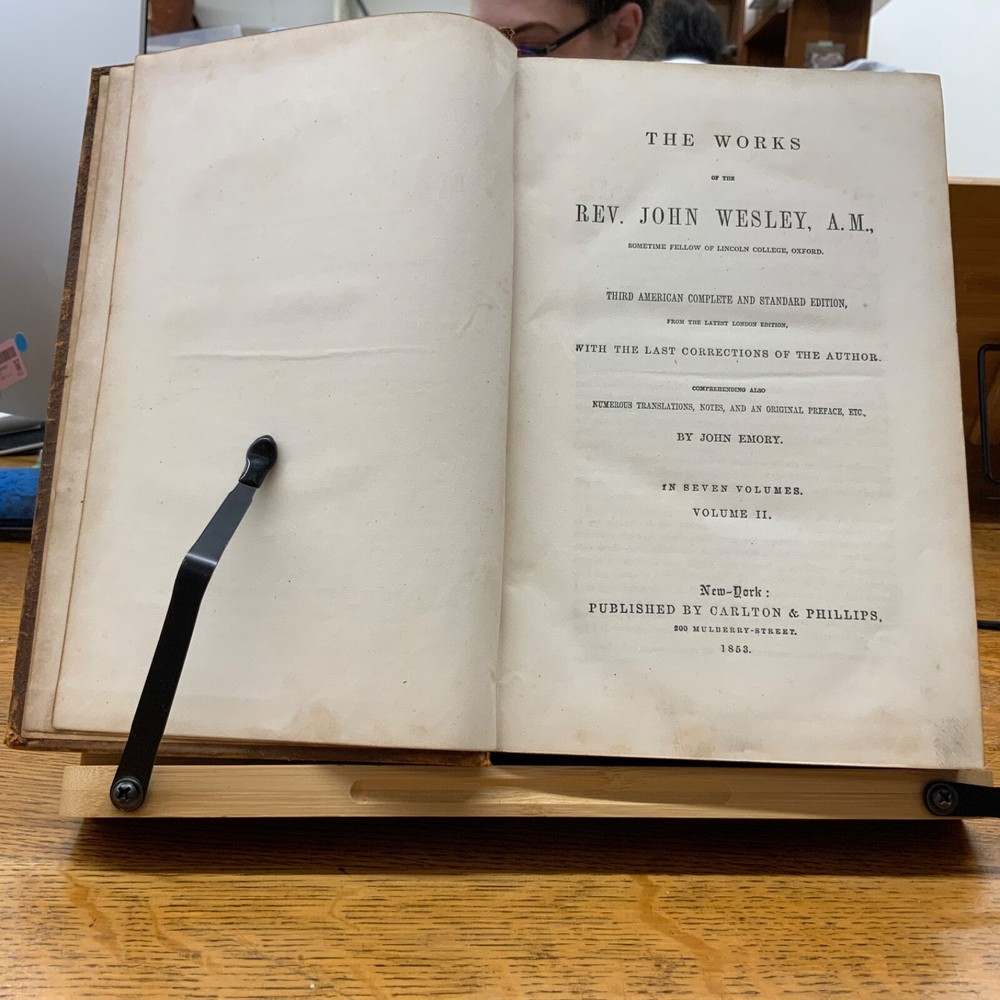 THE WORKS
OF THE
REV. JOHN WESLEY, A.M.,
SOMETIME FELLOW OF LINCOLN COLLEGE, OXFORD.
THIRD AMERICAN COMPLETE AND STANDARD EDITION,
FROM THE LATEST LONDON EDITION,
WITH THE LAST CORRECTIONS OF THE AUTHOR.
COMPREHENDING ALSO
NUMEROUS TRANSLATIONS, NOTES, AND AN ORIGINAL PREFACE, ETC.,
BY JOHN EMORY.
IN SEVEN VOLUMES.
VOLUME II.
New-York:
PUBLISHED BY CARLTON & PHILLIPS,
200 MULBERRY-STREET.
1853.